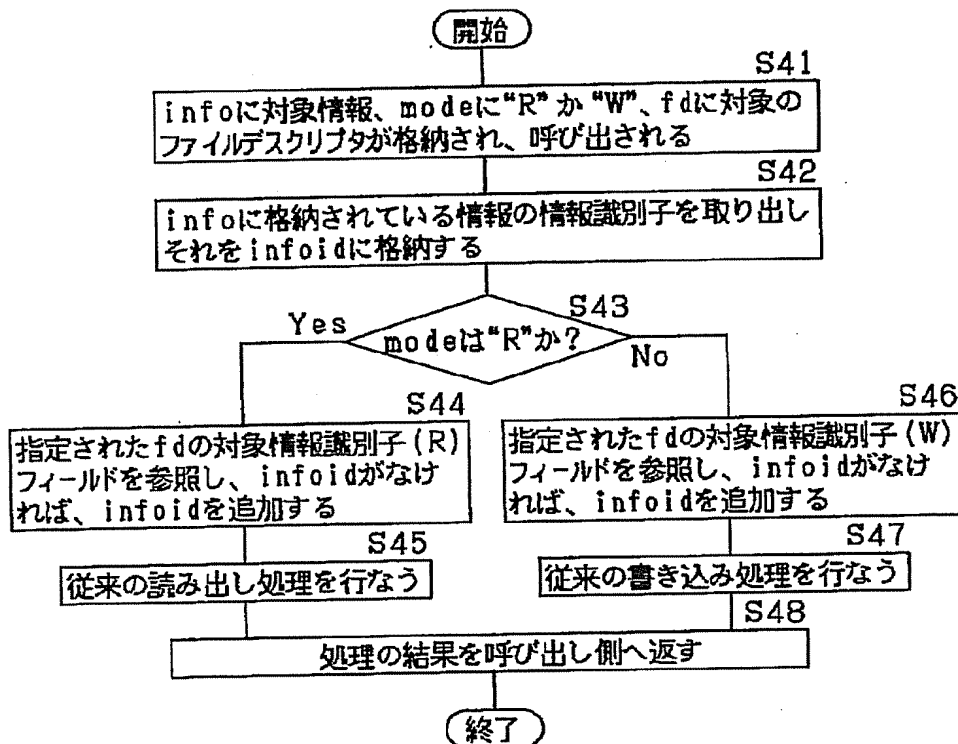 開始
S41
infoに対象情報、modeに“R”か“W”、fdに対象の
ファイルデスクリプタが格納され、呼び出される
S42
infoに格納されている情報の情報識別子を取り出し
それをinfoidに格納する
S43
modeは“R”か?
Yes
No
S44
指定されたfdの対象情報識別子(R)
フィールドを参照し、infoidがなけ
れば、infoidを追加する
S46
指定されたfdの対象情報識別子(W)
フィールドを参照し、infoidがなけ
れば、infoidを追加する
S45
従来の読み出し処理を行なう
S47
従来の書き込み処理を行なう
S48
処理の結果を呼び出し側へ返す
終了